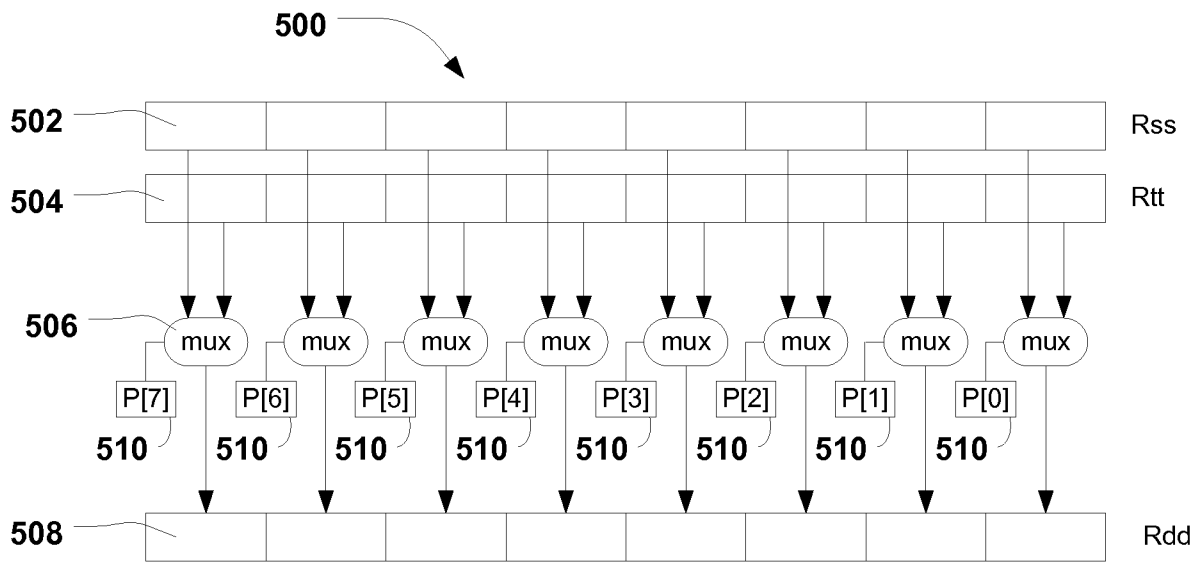 500
502 Rss
504 Rtt
506 mux mux mux mux mux mux mux mux
P[7] P[6] P[5] P[4] P[3] P[2] P[1] P[0]
510 510 510 510 510 510 510 510
508 Rdd